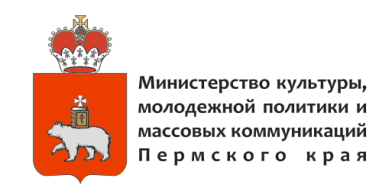 Министерство культуры,
молодежной политики и
массовых коммуникаций
Пермского края